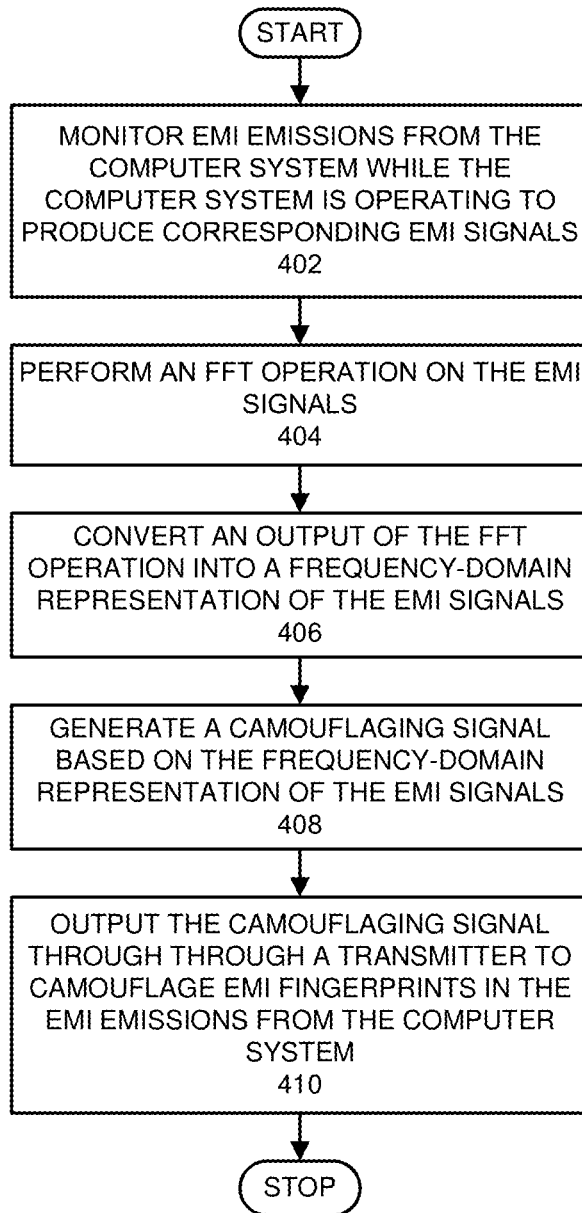 START
MONITOR EMI EMISSIONS FROM THE
COMPUTER SYSTEM WHILE THE
COMPUTER SYSTEM IS OPERATING TO
PRODUCE CORRESPONDING EMI SIGNALS
402
PERFORM AN FFT OPERATION ON THE EMI
SIGNALS
404
CONVERT AN OUTPUT OF THE FFT
OPERATION INTO A FREQUENCY-DOMAIN
REPRESENTATION OF THE EMI SIGNALS
406
GENERATE A CAMOUFLAGING SIGNAL
BASED ON THE FREQUENCY-DOMAIN
REPRESENTATION OF THE EMI SIGNALS
408
OUTPUT THE CAMOUFLAGING SIGNAL
THROUGH THROUGH A TRANSMITTER TO
CAMOUFLAGE EMI FINGERPRINTS IN THE
EMI EMISSIONS FROM THE COMPUTER
SYSTEM
410
STOP